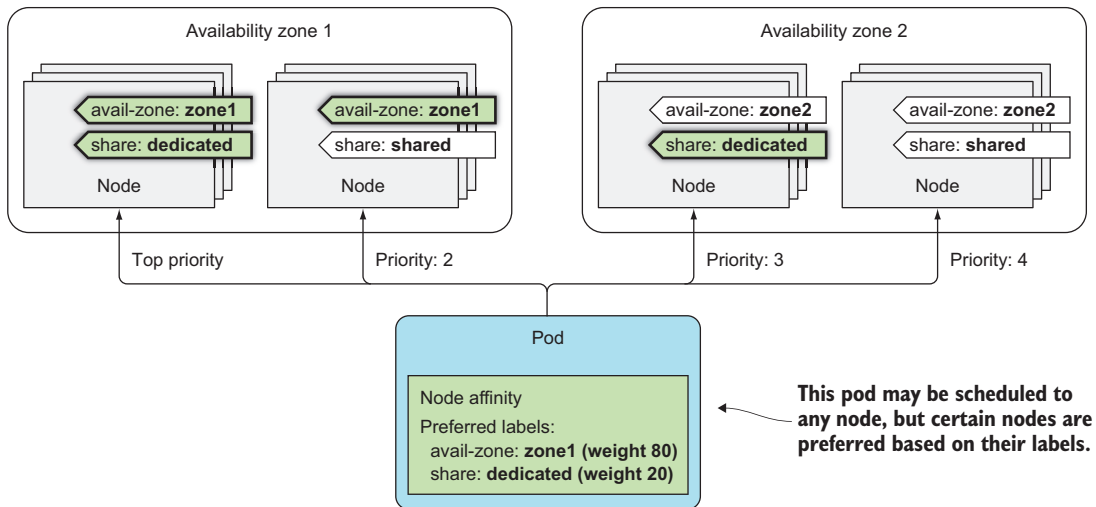 Availability zone 1
avail-zone: zone1
share: dedicated
Node
avail-zone: zone1
share: shared
Node
Availability zone 2
avail-zone: zone2
share: dedicated
Node
avail-zone: zone2
share: shared
Node
Top priority
Priority: 2
Priority: 3
Priority: 4
Pod
Node affinity
Preferred labels:
avail-zone: zone1 (weight 80)
share: dedicated (weight 20)
This pod may be scheduled to
any node, but certain nodes are
preferred based on their labels.